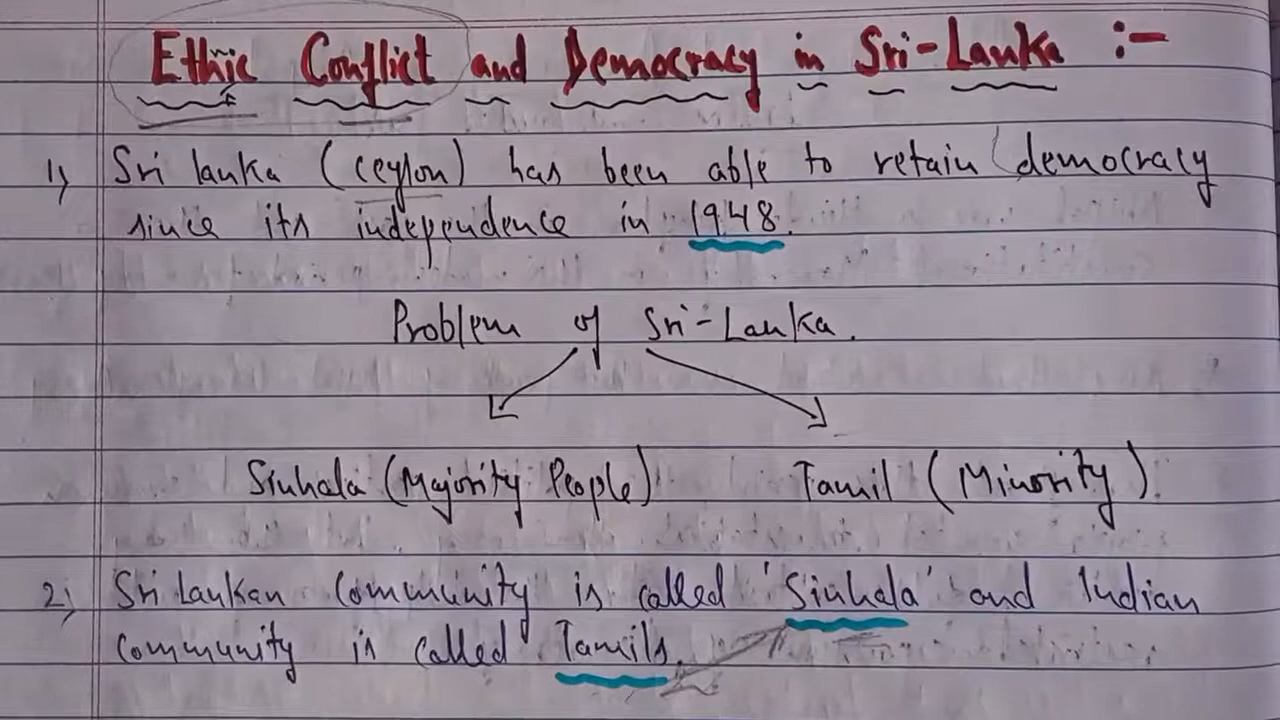 Ethic Conflict and Democracy in Sri-Lanka :-
1) Sri lanka (ceylon) has been able to retain democracy
since its independence in 1948.
Problem of Sri-Lanka.
Sinhala (Majority People) Tamil (Minority).
2) Sri Lankan Community is called 'Sinhala' and Indian
Community is called Tamils.